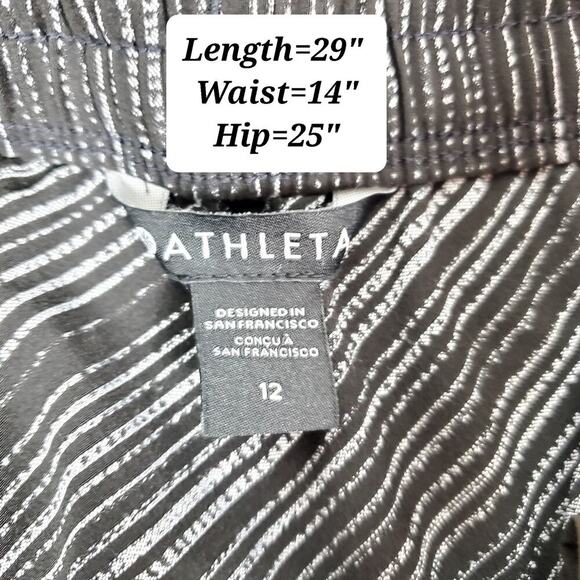 Length=29"
Waist=14"
Hip=25"
ATHLETA
DESIGNED IN
SAN FRANCISCO
CONÇU À
SAN FRANCISCO
12